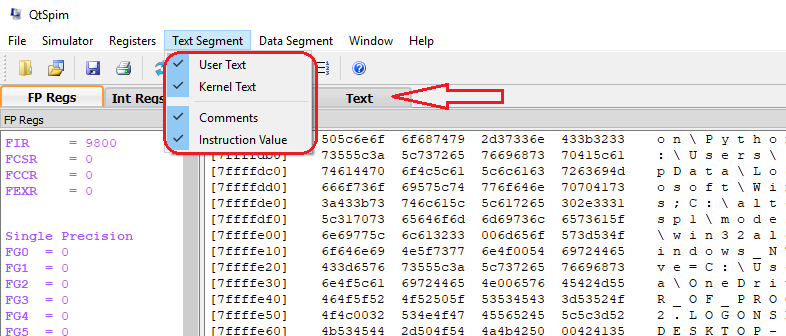 QtSpim
File Simulator Registers Text Segment Data Segment Window Help
User Text
Kernel Text
Comments
Instruction Value
FP Regs Int Regs Text
FP Regs
FIR = 9800
FCSR = 0
FCCR = 0
FEXR = 0
Single Precision
FG0 = 0
FG1 = 0
FG2 = 0
FG3 = 0
FG4 = 0
FG5 = 0
505c6e6f 6f687479 2d37336e 433b3233 o n \ P y t h o
[7ffffdb0] 73555c3a 5c737265 76696873 70415c61 : \ U s e r s \
[7ffffdc0] 74614470 6f4c5c61 5c6c6163 7263694d p D a t a \ L o
[7ffffdd0] 666f736f 69575c74 776f646e 70704173 o s o f t \ W i
[7ffffde0] 3a433b73 746c615c 5c617265 302e3331 s ; C : \ a l t
[7ffffdf0] 5c317073 65646f6d 6d69736c 6573615f s p l \ m o d e
[7ffffe00] 6e69775c 6c613233 006d656f 573d534f \ w i n 3 2 a l
[7ffffe10] 6f646e69 4e5f7377 6e4f0054 69724465 i n d o w s _ N
[7ffffe20] 433d6576 73555c3a 5c737265 76696873 v e = C : \ U s
[7ffffe30] 6e4f5c61 69724465 4e006576 45424d55 a \ O n e D r i
[7ffffe40] 464f5f52 4f52505f 53534543 3d53524f R _ O F _ P R O
[7ffffe50] 4f4c0032 534e4f47 45565245 5c5c3d52 2 . L O G O N S
[7ffffe60] 4b534544 2d504f54 4a4b4250 00424135 D E S K T O P -